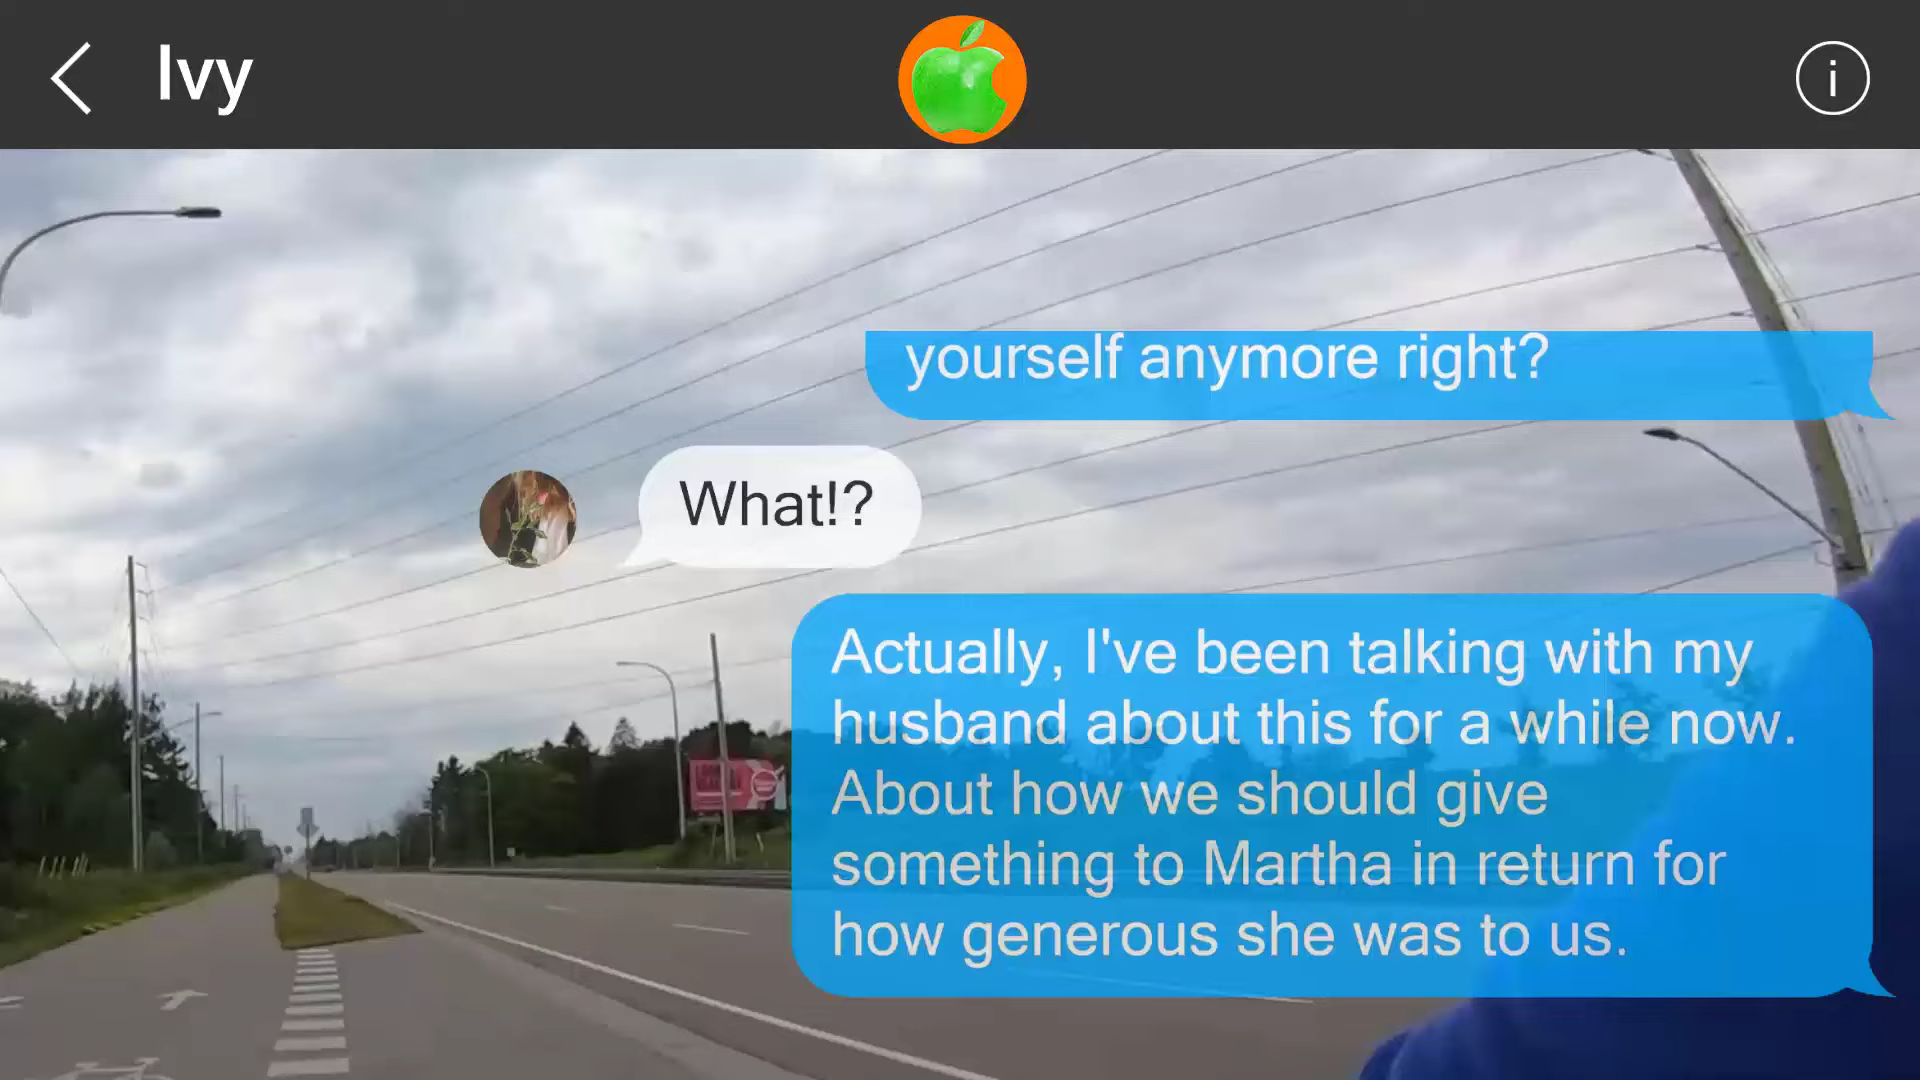 Ivy
yourself anymore right?
What!?
Actually, I've been talking with my
husband about this for a while now.
About how we should give
something to Martha in return for
how generous she was to us.